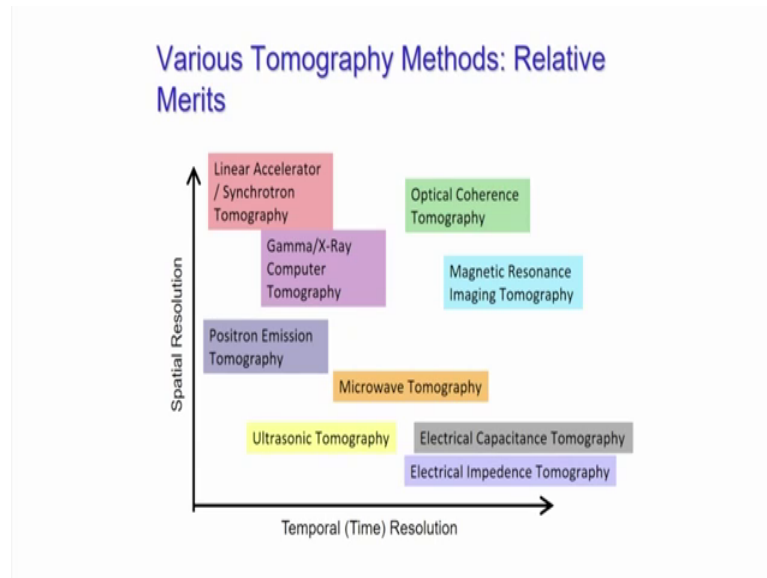 Various Tomography Methods: Relative
Merits
Linear Accelerator
/ Synchrotron
Tomography
Optical Coherence
Tomography
Gamma/X-Ray
Computer
Tomography
Magnetic Resonance
Imaging Tomography
Positron Emission
Tomography
Microwave Tomography
Ultrasonic Tomography
Electrical Capacitance Tomography
Electrical Impedence Tomography
Spatial Resolution
Temporal (Time) Resolution